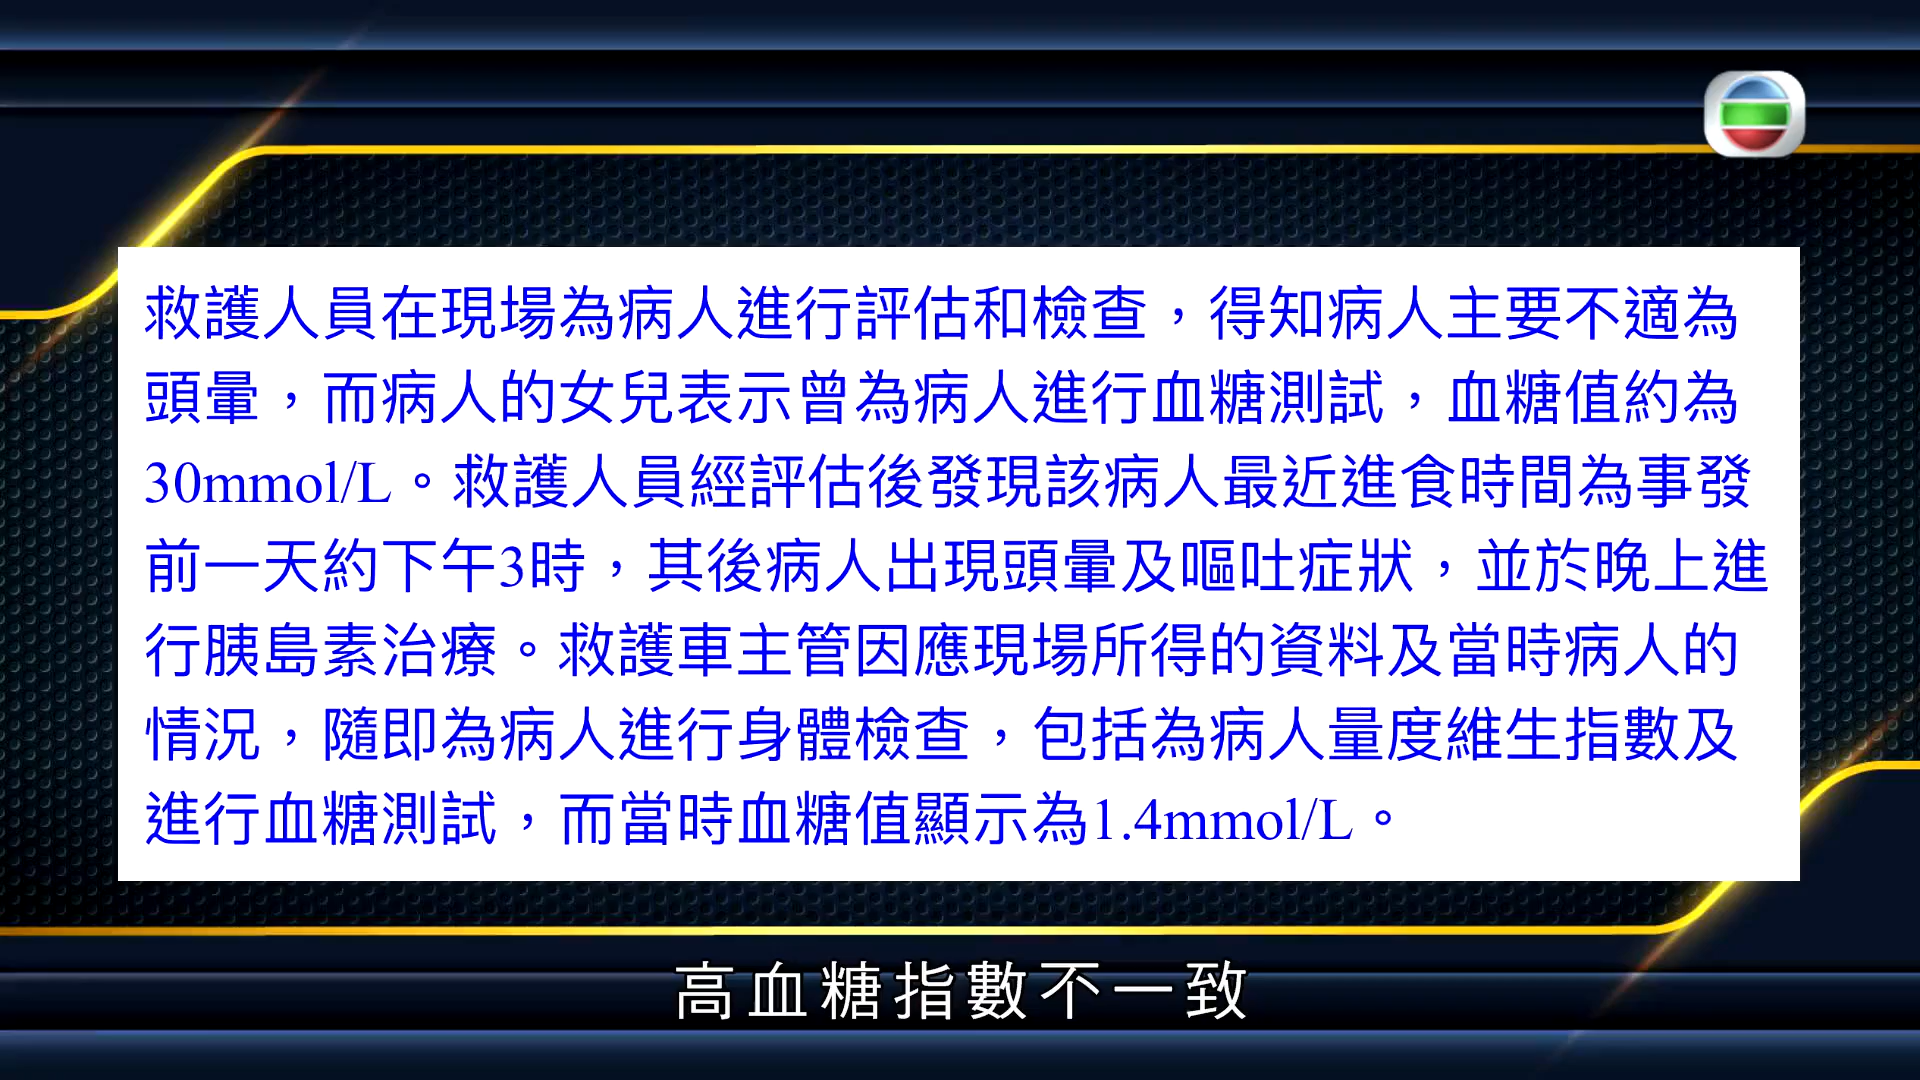 救護人員在現場為病人進行評估和檢查，得知病人主要不適為
頭暈，而病人的女兒表示曾為病人進行血糖測試，血糖值約為
30mmol/L。救護人員經評估後發現該病人最近進食時間為事發
前一天約下午3時，其後病人出現頭暈及嘔吐症狀，並於晚上進
行胰島素治療。救護車主管因應現場所得的資料及當時病人的
情況，隨即為病人進行身體檢查，包括為病人量度維生指數及
進行血糖測試，而當時血糖值顯示為1.4mmol/L。
高血糖指數不一致